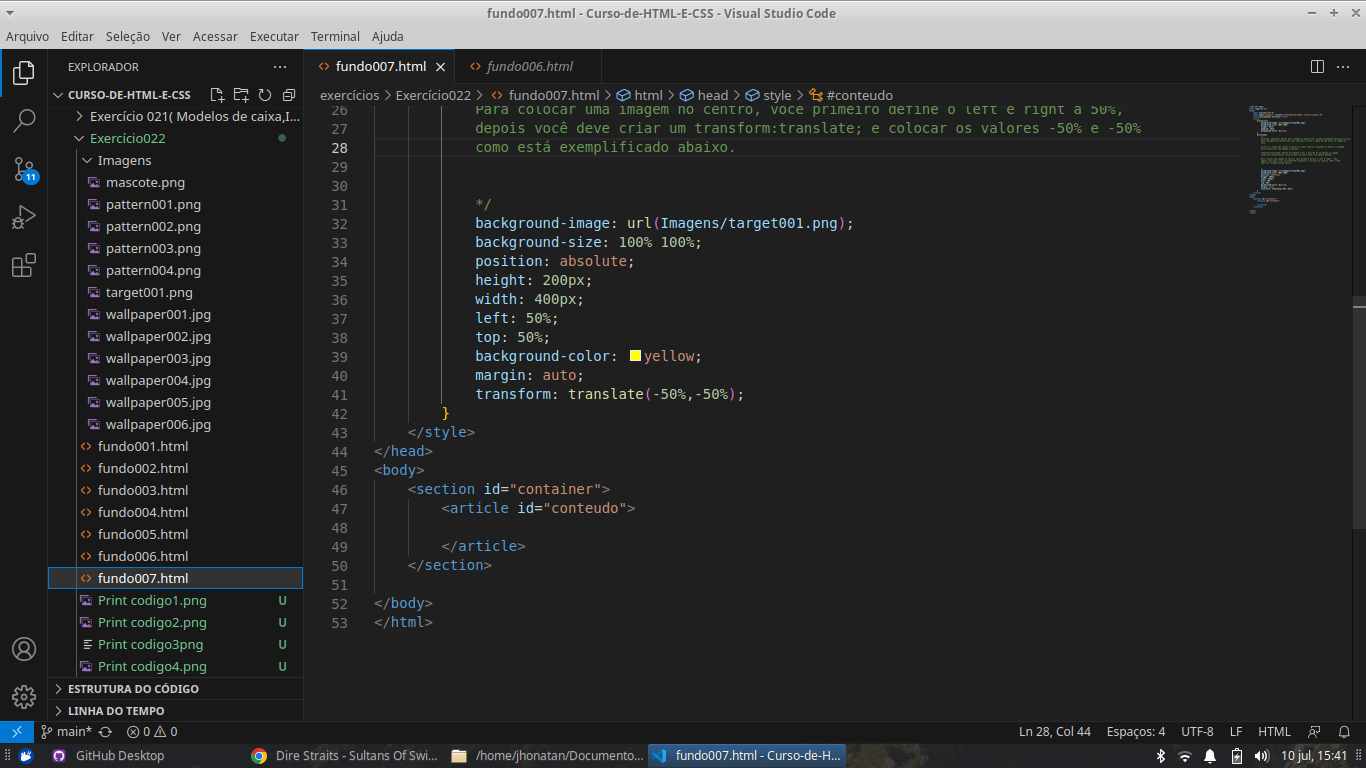 fundo007.html - Curso-de-HTML-E-CSS - Visual Studio Code
Arquivo Editar Seleção Ver Acessar Executar Terminal Ajuda
EXPLORADOR
CURSO-DE-HTML-E-CSS
Exercício 021( Modelos de caixa,I...
Exercício022
Imagens
mascote.png
pattern001.png
pattern002.png
pattern003.png
pattern004.png
target001.png
wallpaper001.jpg
wallpaper002.jpg
wallpaper003.jpg
wallpaper004.jpg
wallpaper005.jpg
wallpaper006.jpg
fundo001.html
fundo002.html
fundo003.html
fundo004.html
fundo005.html
fundo006.html
fundo007.html
Print codigo1.png U
Print codigo2.png U
Print codigo3png U
Print codigo4.png U
ESTRUTURA DO CÓDIGO
LINHA DO TEMPO
11
fundo007.html
fundo006.html
exercícios > Exercício022 > fundo007.html > html > head > style > #conteudo
26 Para colocar uma imagem no centro, você primeiro define o left e right a 50%,
27 depois você deve criar um transform:translate; e colocar os valores -50% e -50%
28 como está exemplificado abaixo.
29
30
31 */
32 background-image: url(Imagens/target001.png);
33 background-size: 100% 100%;
34 position: absolute;
35 height: 200px;
36 width: 400px;
37 left: 50%;
38 top: 50%;
39 background-color: yellow;
40 margin: auto;
41 transform: translate(-50%,-50%);
42 }
43 </style>
44 </head>
45 <body>
46 <section id="container">
47 <article id="conteudo">
48
49 </article>
50 </section>
51
52 </body>
53 </html>
main* 0 0 Ln 28, Col 44 Espaços: 4 UTF-8 LF HTML
GitHub Desktop Dire Straits - Sultans Of Swi... /home/jhonatan/Documento... fundo007.html - Curso-de-H... 10 jul, 15:41